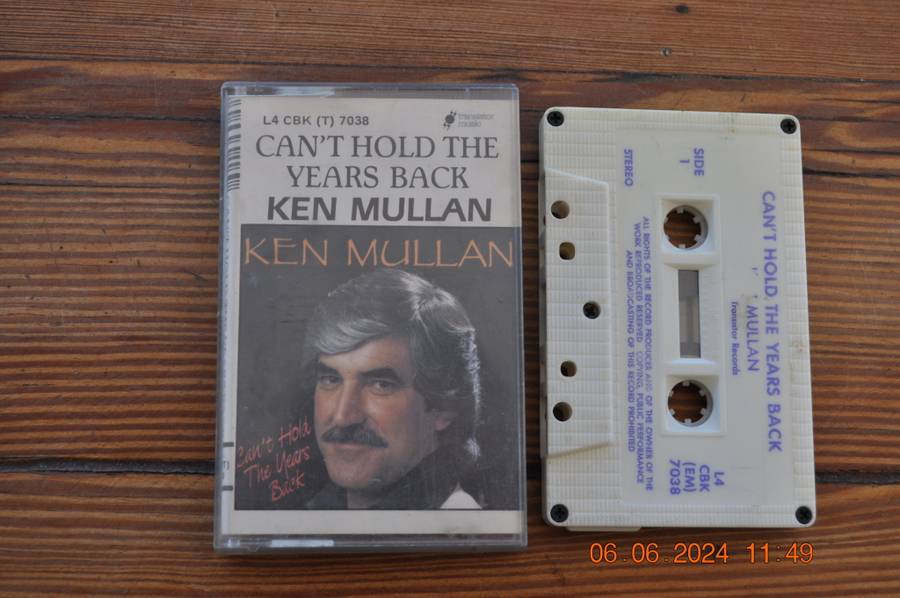 L4 CBK (T) 7038
translator
musiic
CAN'T HOLD THE
YEARS BACK
KEN MULLAN
KEN MULLAN
Can't Hold
The Years
Back
SIDE
1
STEREO
CAN'T HOLD THE YEARS BACK
MULLAN
Records
ALL RIGHTS OF THE RECORD PRODUCER AND OF THE OWNER OF THE
WORK REPRODUCED RESERVED COPYING, PUBLIC PERFORMANCE
AND BROADCASTING OF THIS RECORD PROHIBITED
L4
CBK
(EM)
7038
06.06.2024 11:49